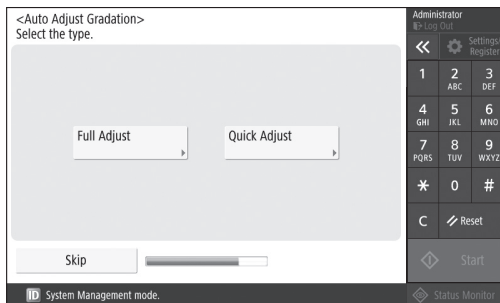 <Auto Adjust Gradation>
Select the type.
Full Adjust
Quick Adjust
Skip
ID System Management mode.
Administrator
Log Out
Settings/
Register
1
2 ABC
3 DEF
4 GHI
5 JKL
6 MNO
7 PQRS
8 TUV
9 WXYZ
* 0 #
C Reset
Start
Status Monitor